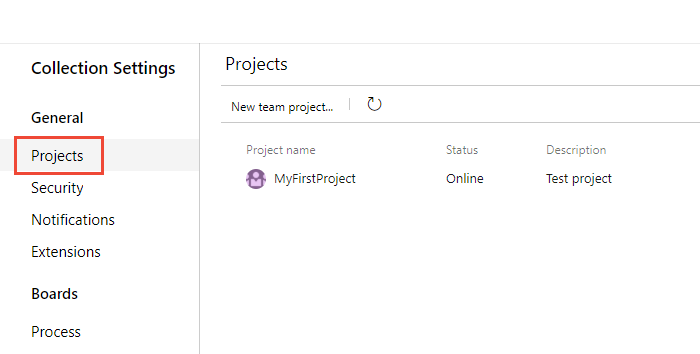 Collection Settings
General
Projects
Security
Notifications
Extensions
Boards
Process
Projects
New team project...
Project name Status Description
MyFirstProject Online Test project